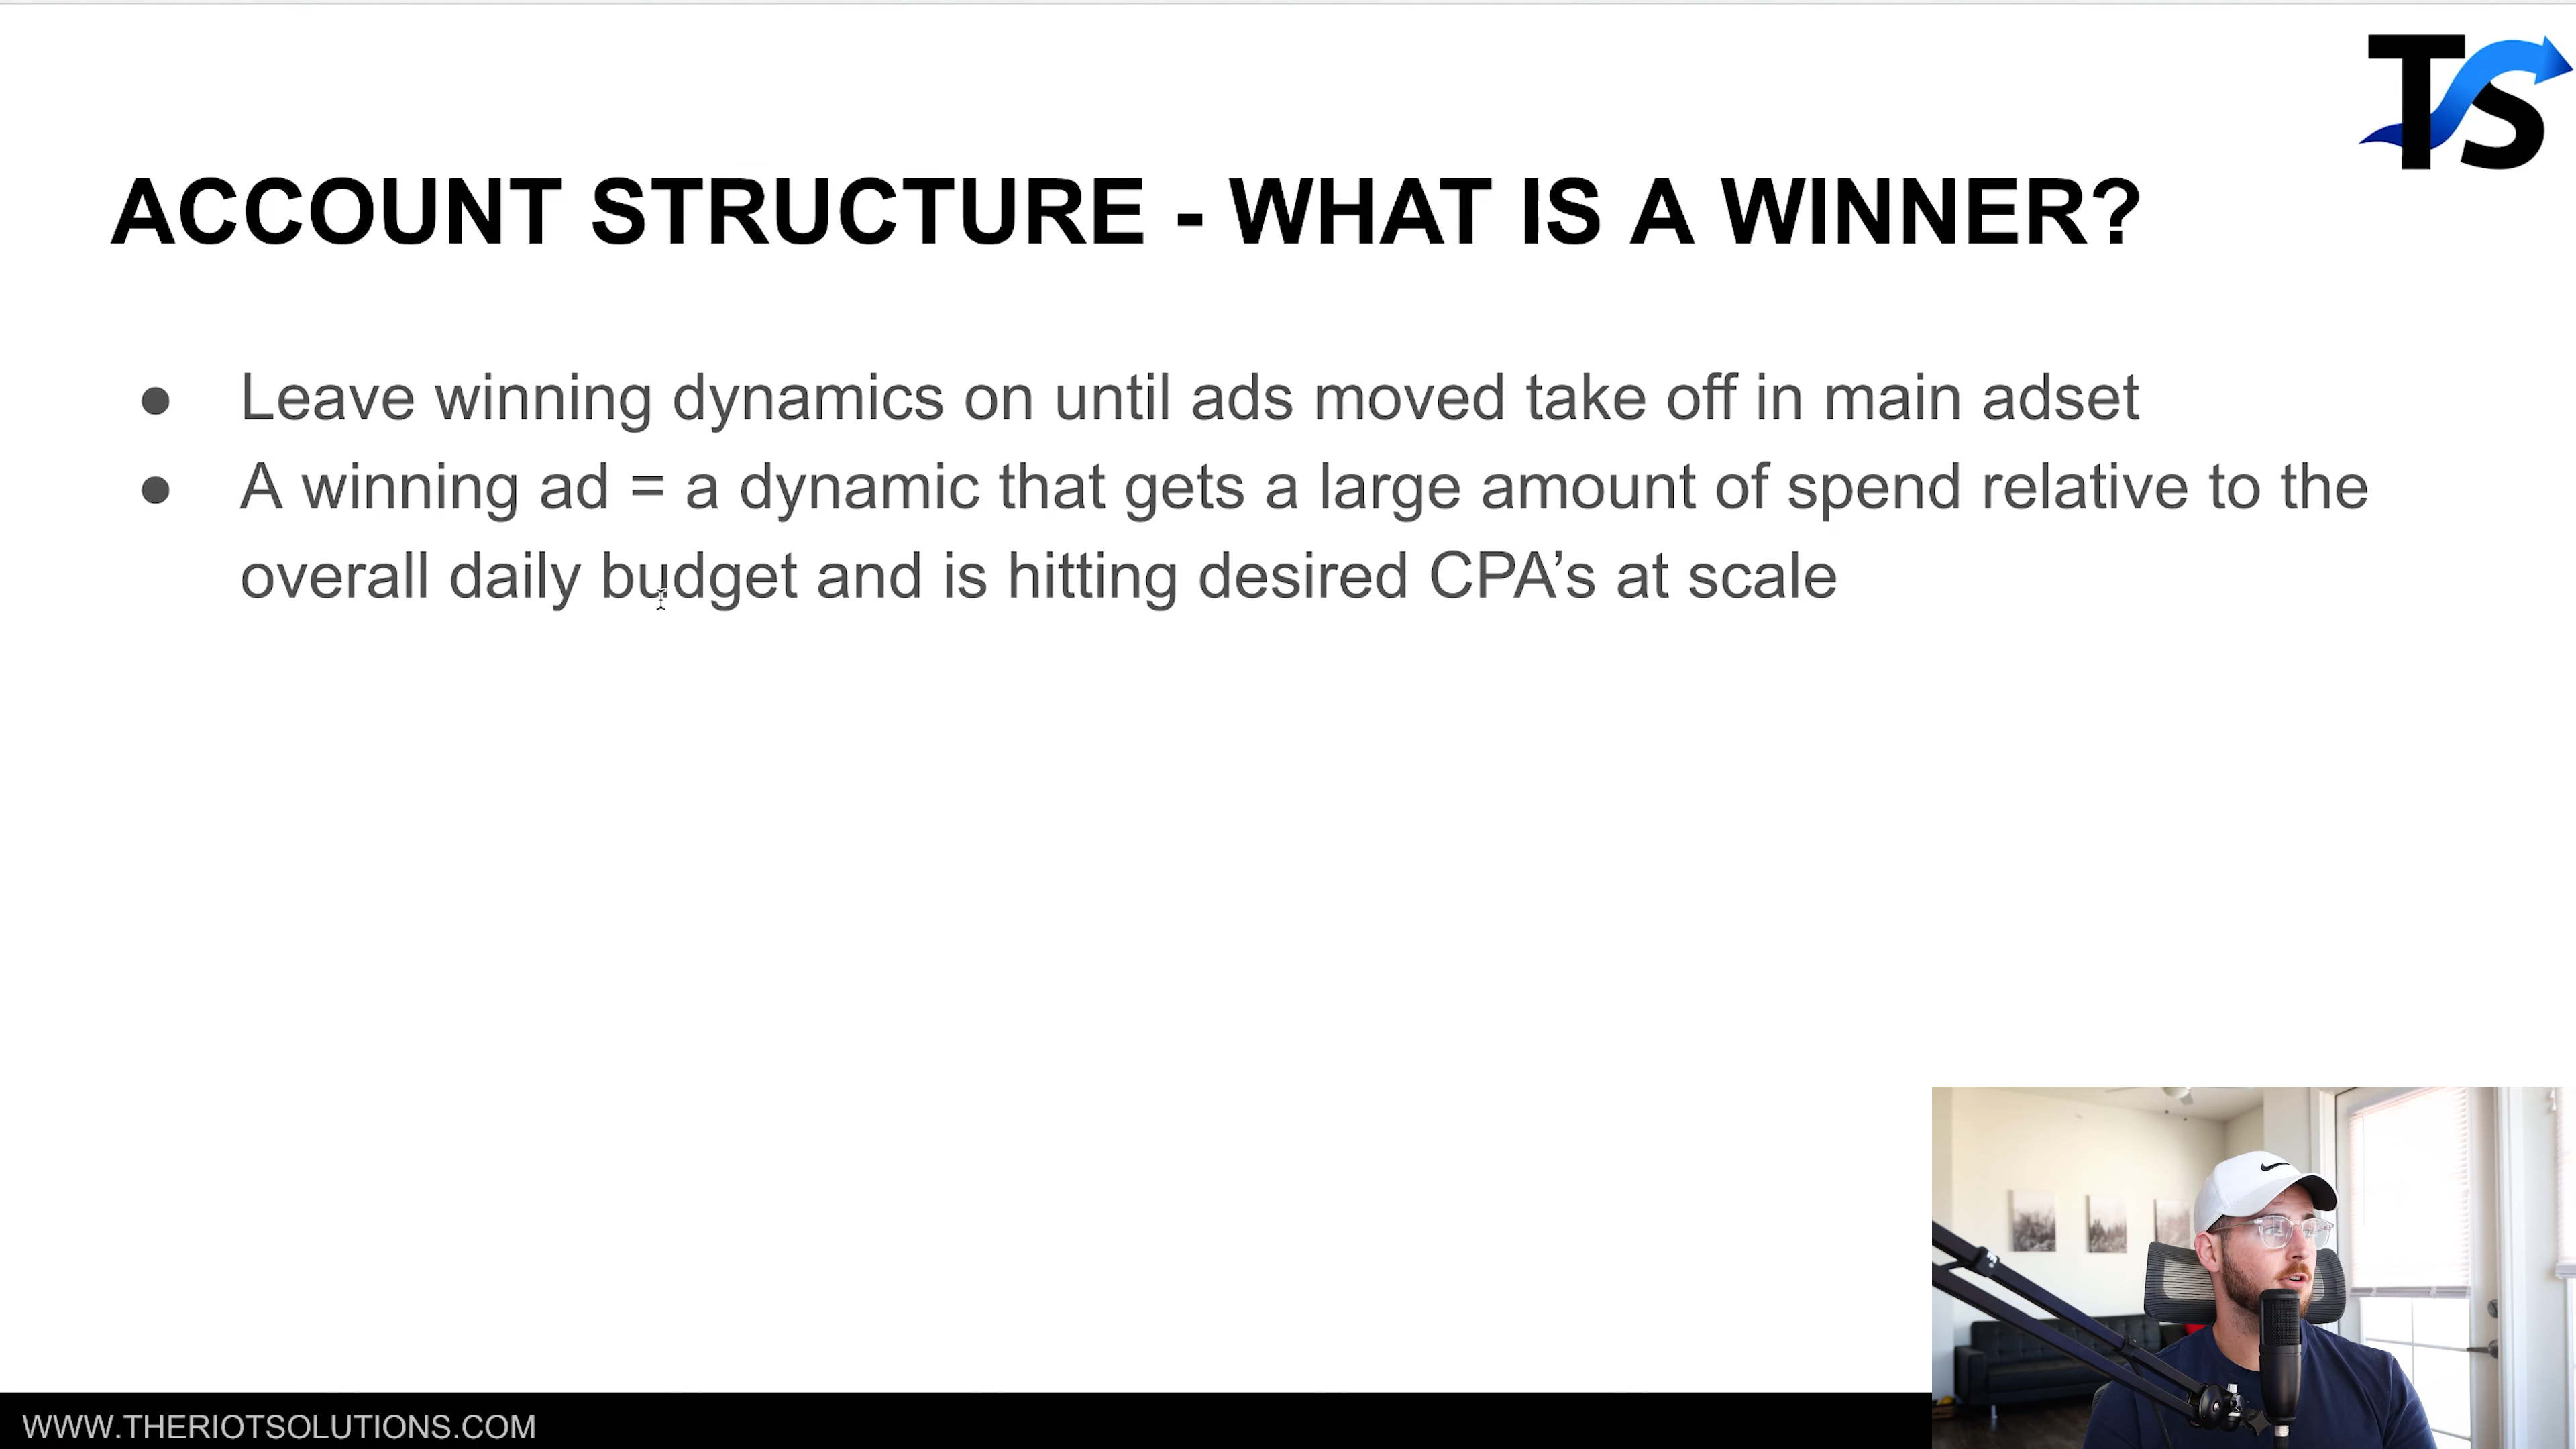 TS
ACCOUNT STRUCTURE - WHAT IS A WINNER?
● Leave winning dynamics on until ads moved take off in main adset
● A winning ad = a dynamic that gets a large amount of spend relative to the
overall daily budget and is hitting desired CPA’s at scale
WWW.THERIOTSOLUTIONS.COM